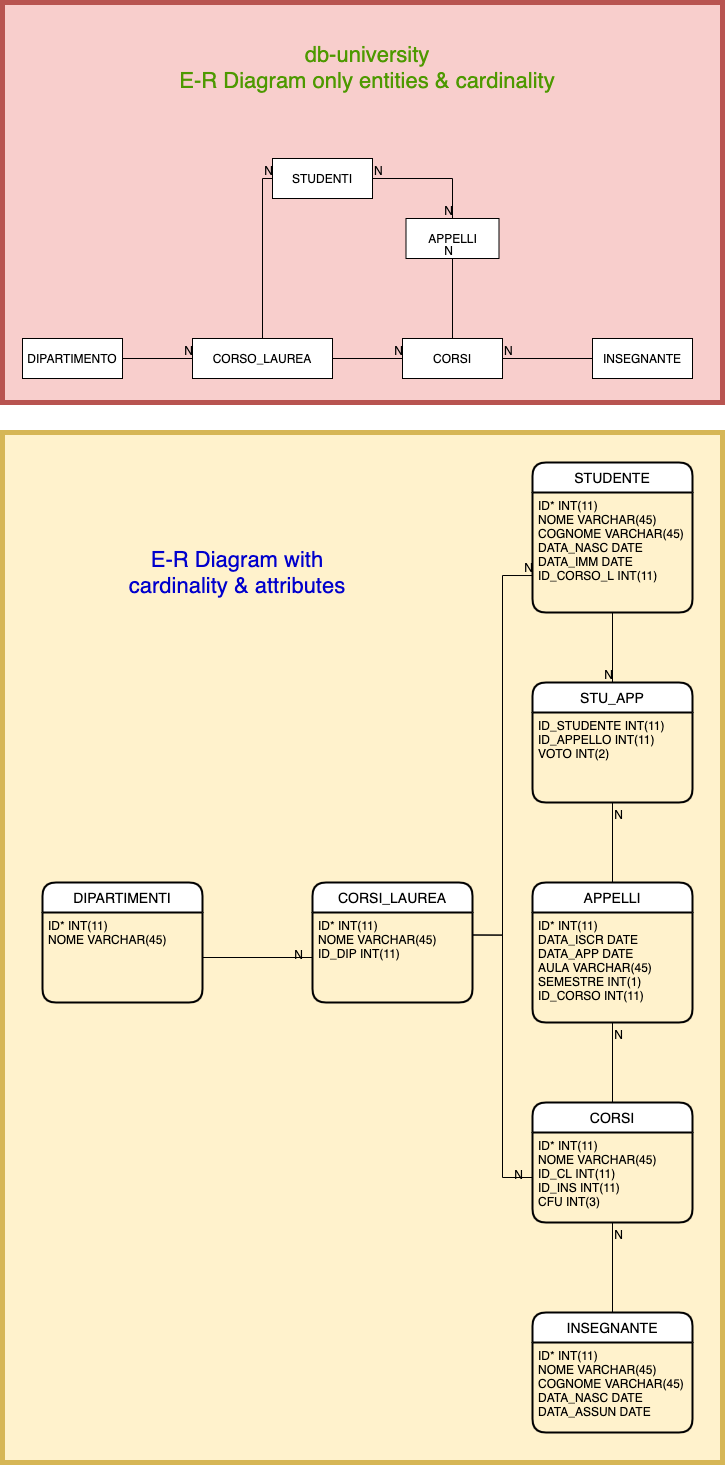 db-university
E-R Diagram only entities & cardinality
N
STUDENTI
N
N
APPELLI
N
DIPARTIMENTO
N
CORSO_LAUREA
N
CORSI
N
INSEGNANTE
E-R Diagram with
cardinality & attributes
STUDENTE
ID* INT(11)
NOME VARCHAR(45)
COGNOME VARCHAR(45)
DATA_NASC DATE
DATA_IMM DATE
ID_CORSO_L INT(11)
N
N
STU_APP
ID_STUDENTE INT(11)
ID_APPELLO INT(11)
VOTO INT(2)
N
DIPARTIMENTI
ID* INT(11)
NOME VARCHAR(45)
N
CORSI_LAUREA
ID* INT(11)
NOME VARCHAR(45)
ID_DIP INT(11)
APPELLI
ID* INT(11)
DATA_ISCR DATE
DATA_APP DATE
AULA VARCHAR(45)
SEMESTRE INT(1)
ID_CORSO INT(11)
N
CORSI
ID* INT(11)
NOME VARCHAR(45)
ID_CL INT(11)
ID_INS INT(11)
CFU INT(3)
N
N
INSEGNANTE
ID* INT(11)
NOME VARCHAR(45)
COGNOME VARCHAR(45)
DATA_NASC DATE
DATA_ASSUN DATE